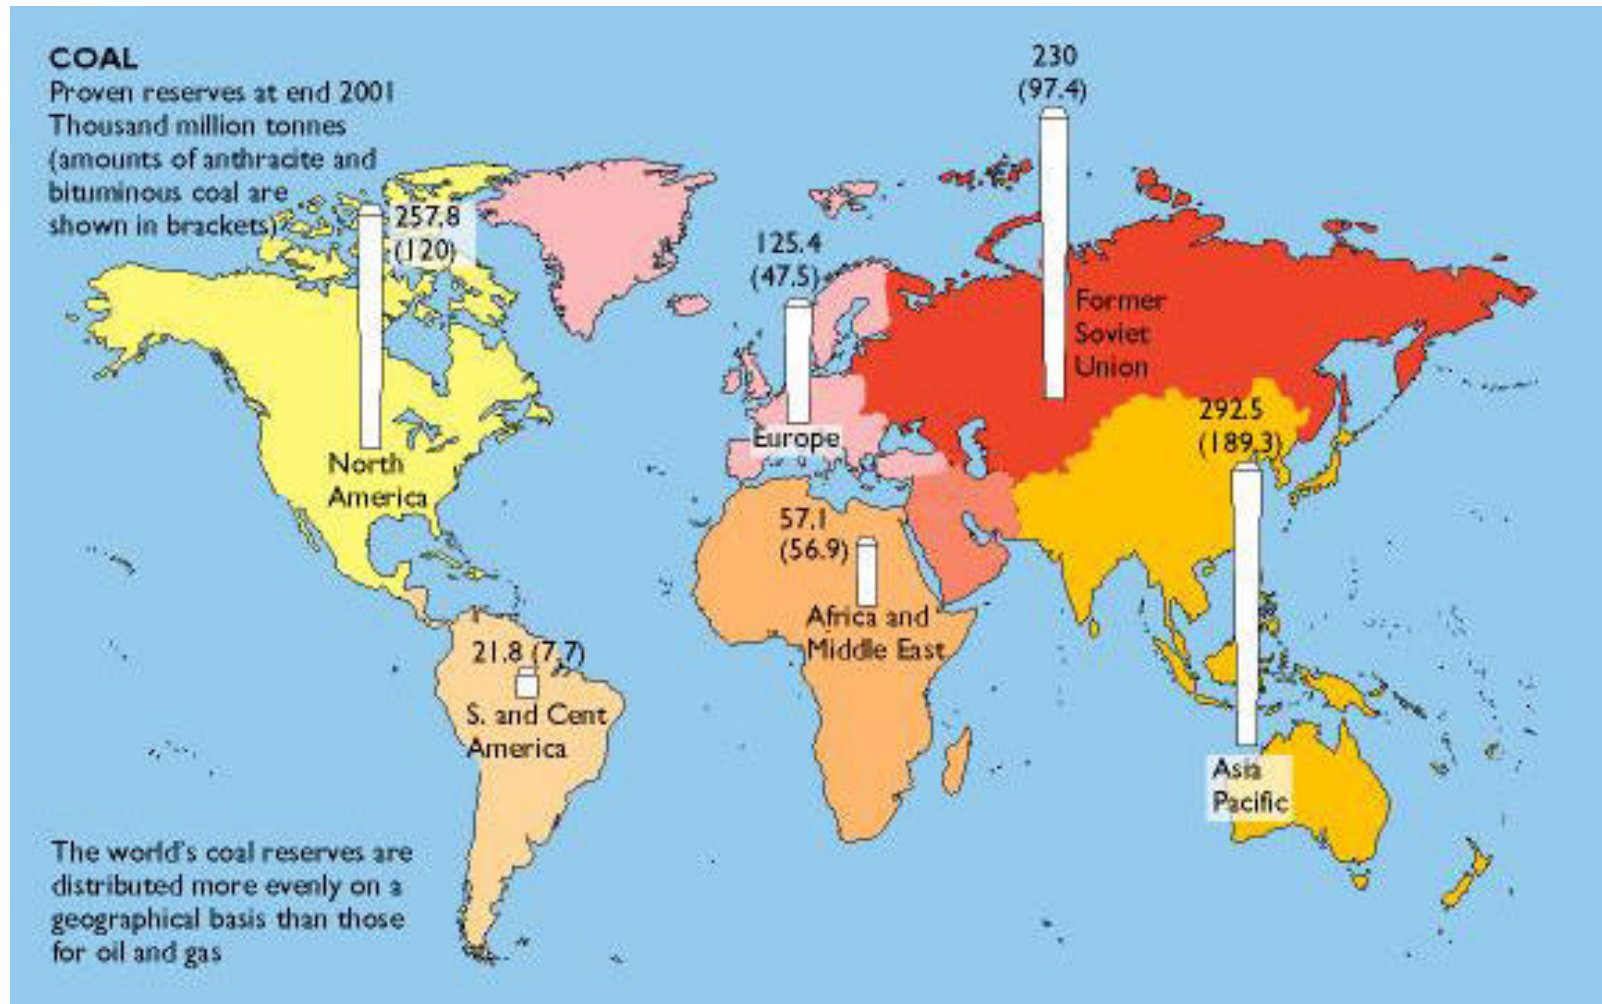 COAL
Proven reserves at end 2001
Thousand million tonnes
(amounts of anthracite and
bituminous coal are
shown in brackets)
257.8
(120)
North
America
230
(97.4)
Former
Soviet
Union
125.4
(47.5)
Europe
292.5
(189.3)
Asia
Pacific
57.1
(56.9)
Africa and
Middle East
21.8 (7.7)
S. and Cent
America
The world's coal reserves are
distributed more evenly on a
geographical basis than those
for oil and gas